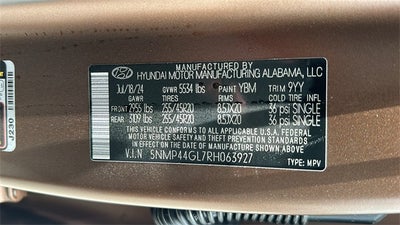 MANUFACTURED BY
HYUNDAI MOTOR MANUFACTURING ALABAMA, LLC
Jul/18/24 GVWR 5534 lbs PAINT YBM TRIM 9YY
GAWR TIRE RIM COLD
FRONT 2955 lbs 255/45R20 8.5JX20 36 psi SINGLE
REAR 3109 lbs 255/45R20 8.5JX20 36 psi SINGLE
THIS VEHICLE CONFORMS TO ALL APPLICABLE U.S. FEDERAL
MOTOR VEHICLE SAFETY AND THEFT PREVENTION STANDARDS
IN EFFECT ON THE DATE OF MANUFACTURE SHOWN ABOVE.
V.I.N 5NMP44GL7RH063927 TYPE: MPV
J230